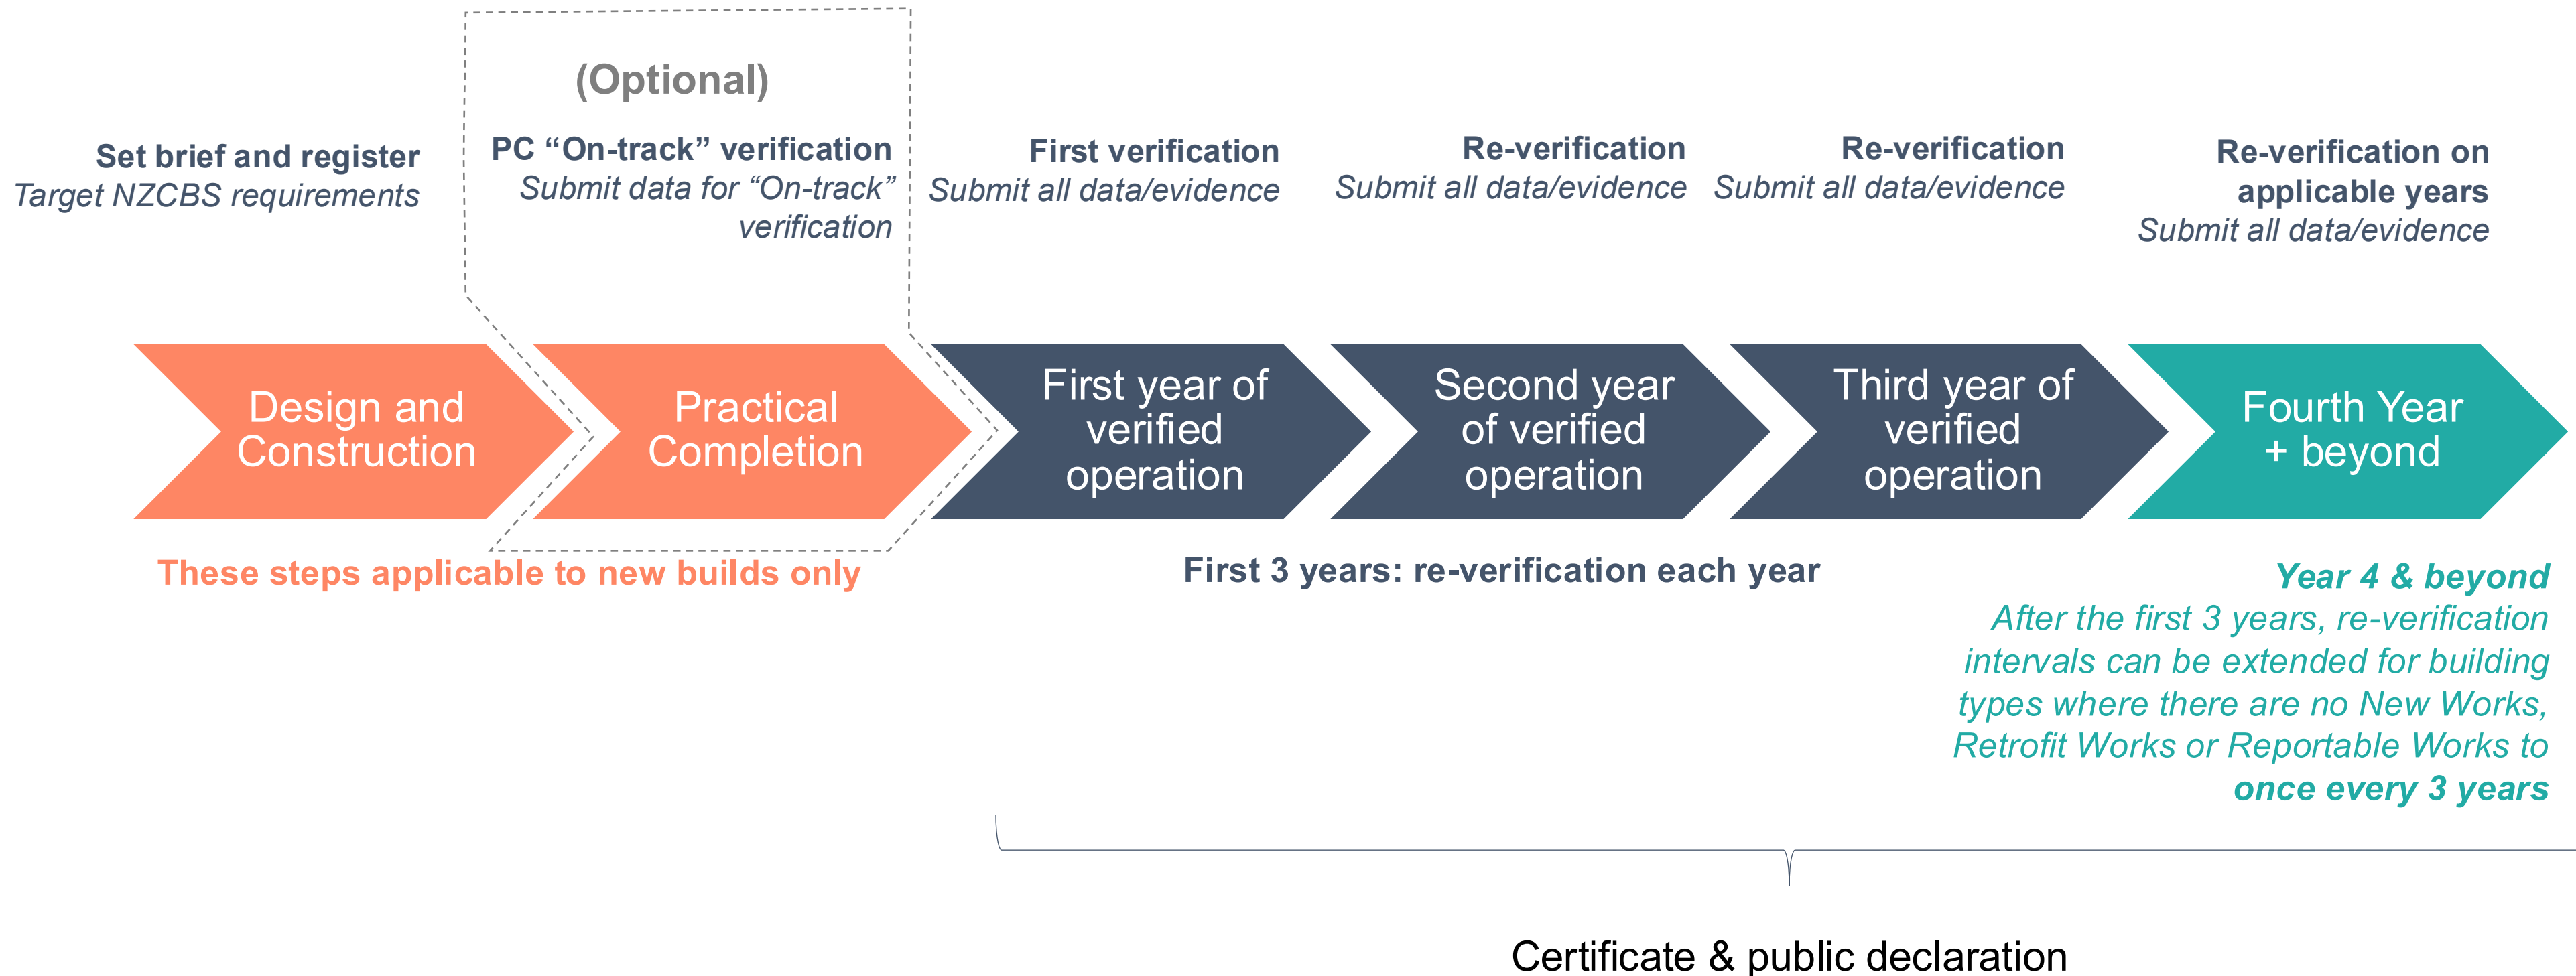 (Optional)
Set brief and register
Target NZCBS requirements
PC “On-track” verification
Submit data for “On-track”
verification
First verification
Submit all data/evidence
Re-verification
Submit all data/evidence
Re-verification
Submit all data/evidence
Re-verification on
applicable years
Submit all data/evidence
Design and
Construction
Practical
Completion
First year of
verified
operation
Second year
of verified
operation
Third year of
verified
operation
Fourth Year
+ beyond
These steps applicable to new builds only
First 3 years: re-verification each year
Year 4 & beyond
After the first 3 years, re-verification
intervals can be extended for building
types where there are no New Works,
Retrofit Works or Reportable Works to
once every 3 years
Certificate & public declaration